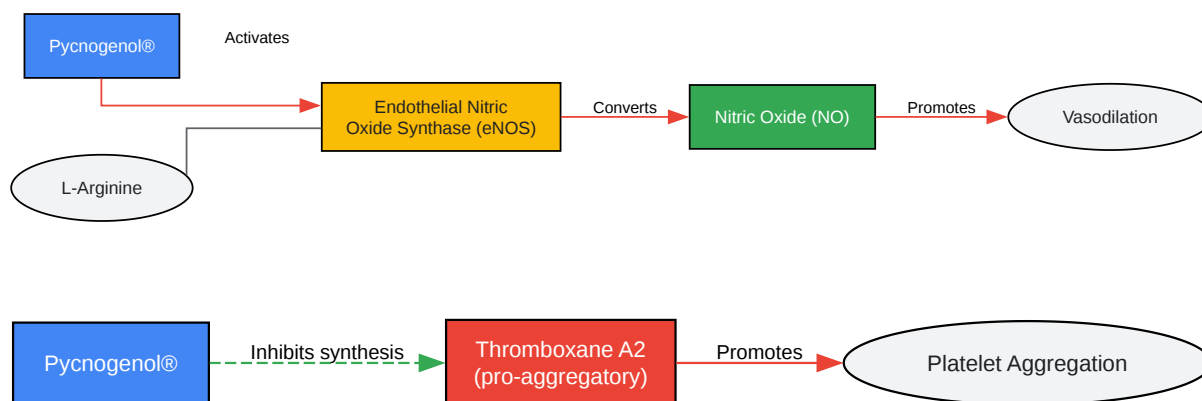 Pycnogenol®
Activates
Endothelial Nitric
Oxide Synthase (eNOS)
Converts
Nitric Oxide (NO)
Promotes
Vasodilation
L-Arginine
Pycnogenol®
Inhibits synthesis
Thromboxane A2
(pro-aggregatory)
Promotes
Platelet Aggregation